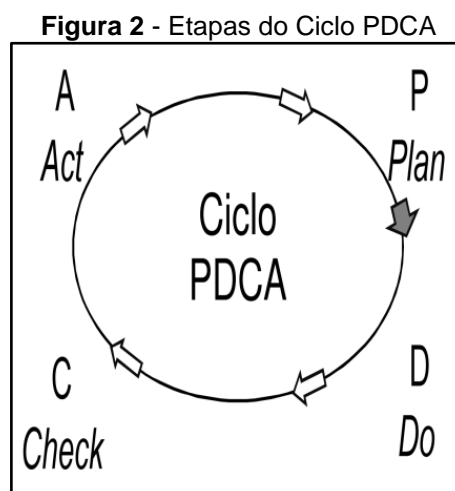 Figura 2 - Etapas do Ciclo PDCA
A
Act
P
Plan
Ciclo
PDCA
C
Check
D
Do